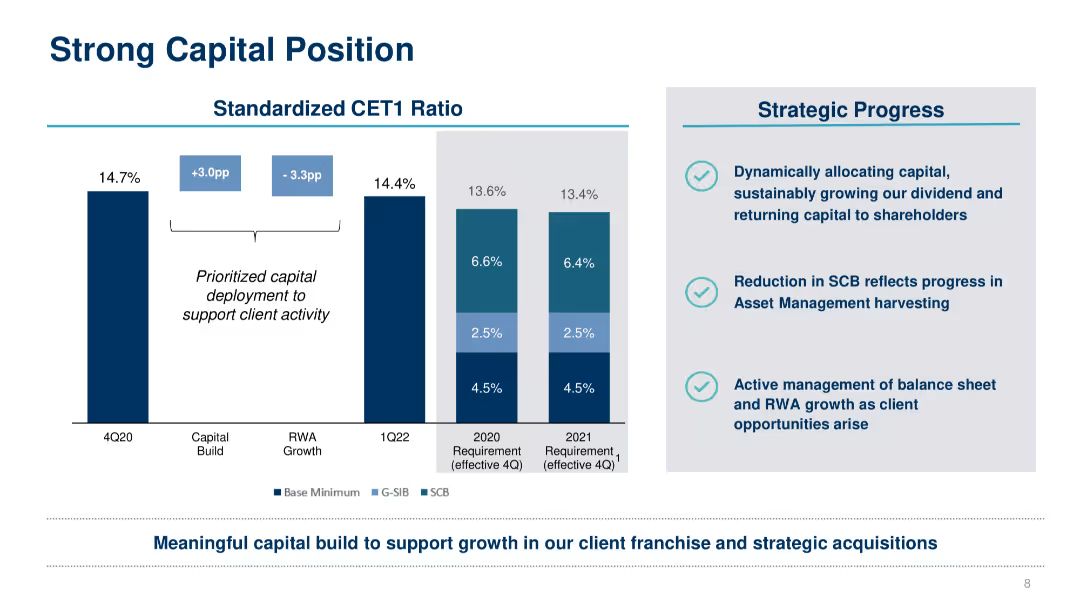 Strong Capital Position
Standardized CET1 Ratio
14.7%
+3.0pp
- 3.3pp
14.4%
13.6%
13.4%
6.6%
6.4%
2.5%
2.5%
4.5%
4.5%
Prioritized capital
deployment to
support client activity
4Q20
Capital
Build
RWA
Growth
1Q22
2020
Requirement
(effective 4Q)
2021
Requirement
(effective 4Q)1
Base Minimum G-SIB SCB
Strategic Progress
Dynamically allocating capital,
sustainably growing our dividend and
returning capital to shareholders
Reduction in SCB reflects progress in
Asset Management harvesting
Active management of balance sheet
and RWA growth as client
opportunities arise
Meaningful capital build to support growth in our client franchise and strategic acquisitions
8